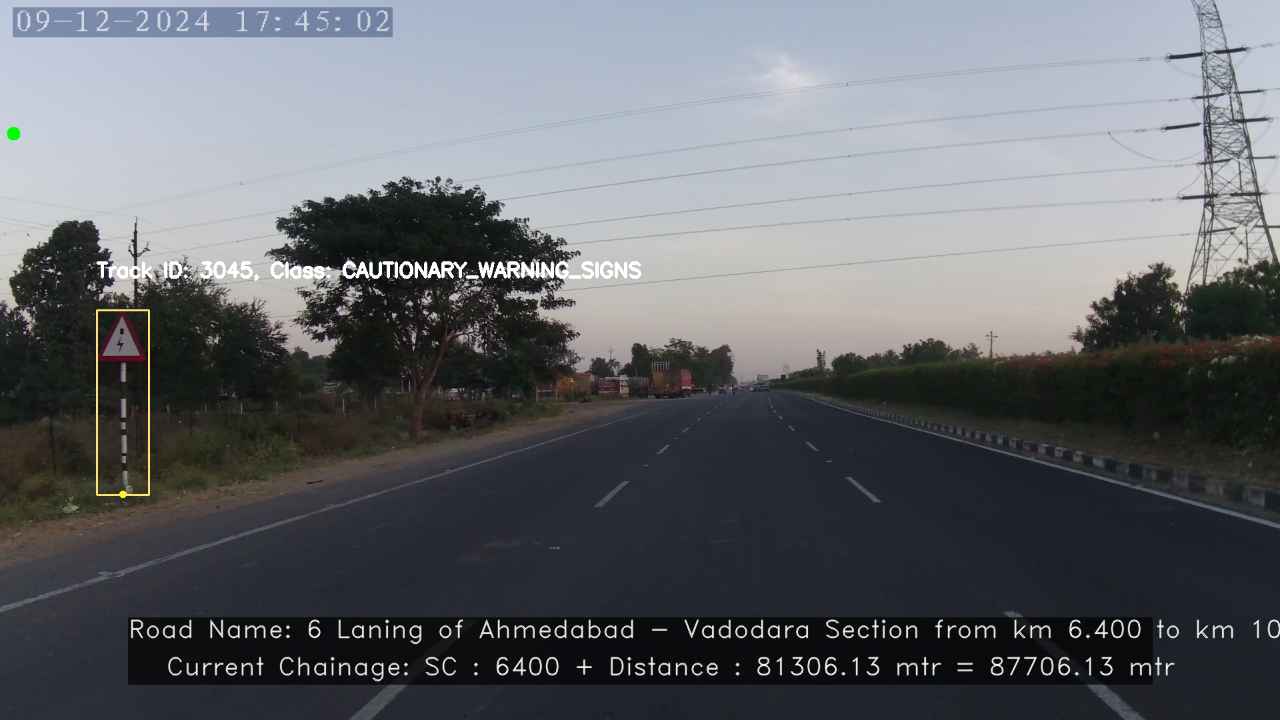 09-12-2024 17:45:02
Track ID: 3045, Class: CAUTIONARY_WARNING_SIGNS
Road Name: 6 Laning of Ahmedabad - Vadodara Section from km 6.400 to km 10
Current Chainage: SC : 6400 + Distance : 81306.13 mtr = 87706.13 mtr